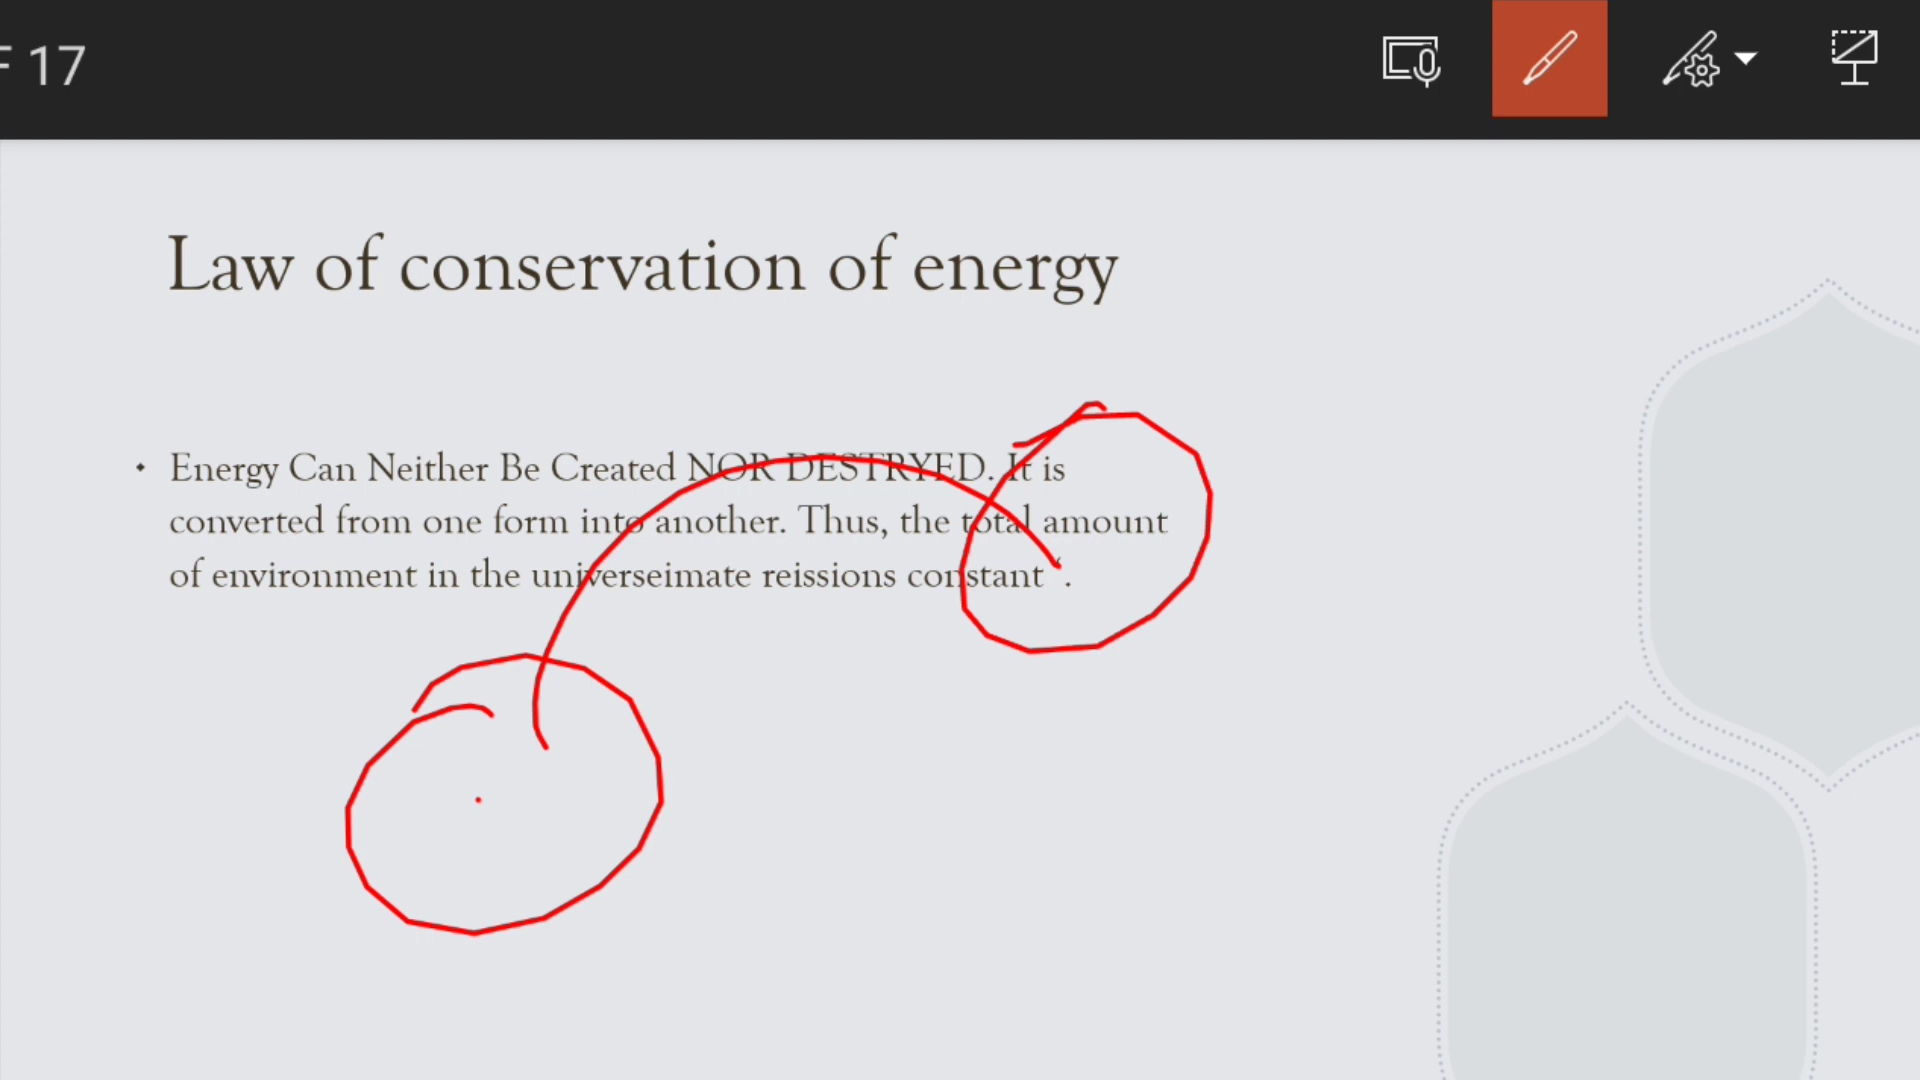 F 17
Law of conservation of energy
• Energy Can Neither Be Created NOR DESTRYED. It is
converted from one form into another. Thus, the total amount
of environment in the universeimate reissions constant ‘.